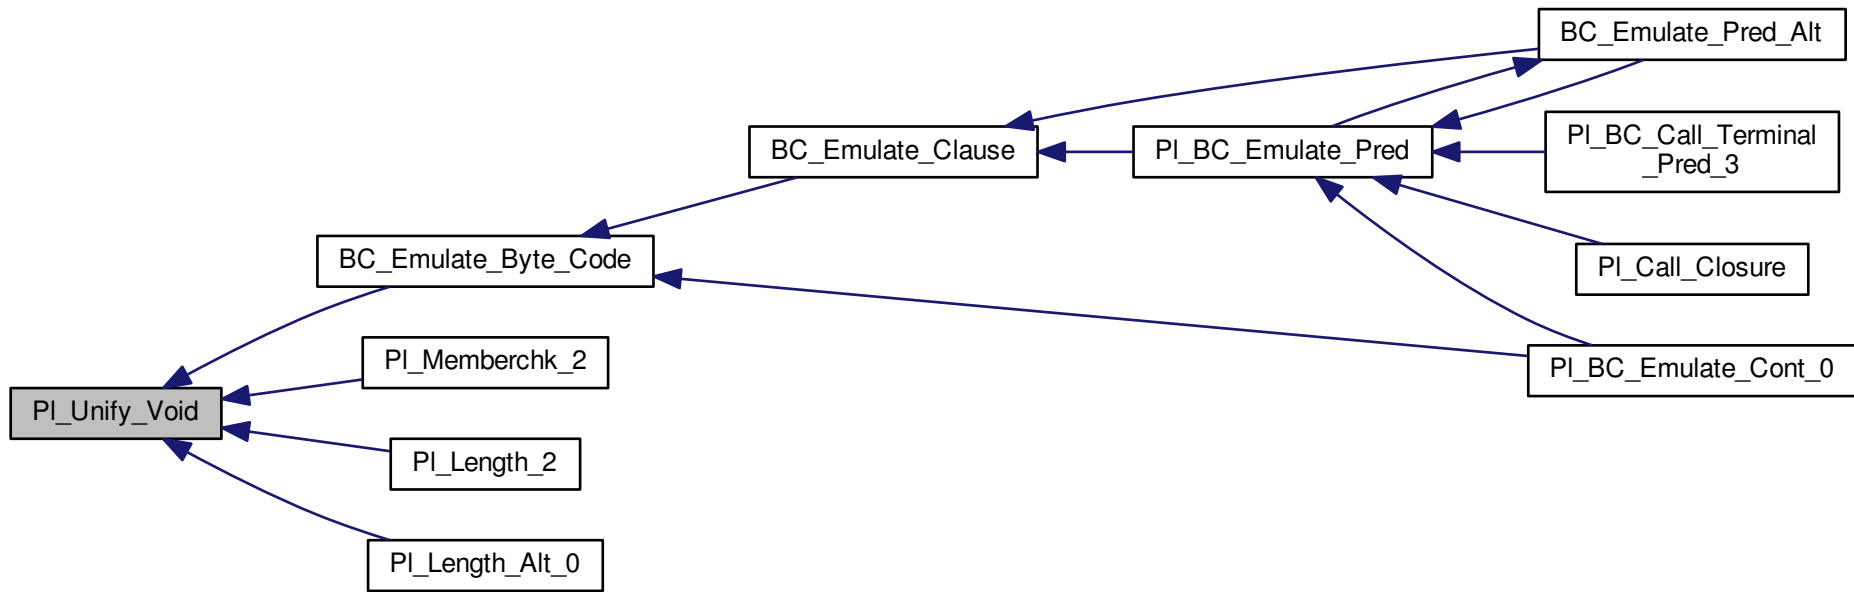 BC_Emulate_Pred_Alt
BC_Emulate_Clause
Pl_BC_Emulate_Pred
Pl_BC_Call_Terminal
_Pred_3
BC_Emulate_Byte_Code
Pl_Call_Closure
Pl_Memberchk_2
Pl_BC_Emulate_Cont_0
Pl_Unify_Void
Pl_Length_2
Pl_Length_Alt_0